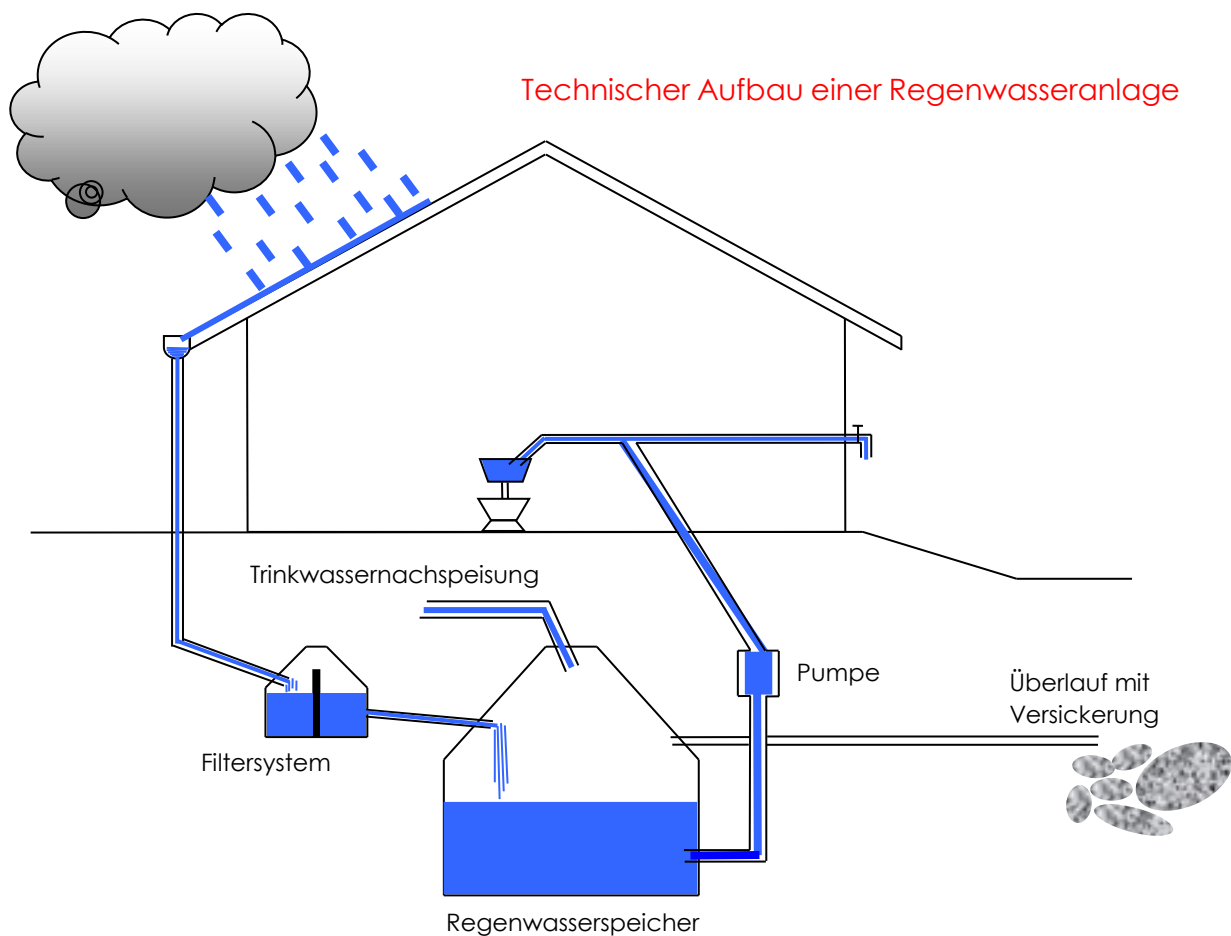 Technischer Aufbau einer Regenwasseranlage
Trinkwassernachspeisung
Pumpe
Überlauf mit
Versickerung
Filtersystem
Regenwasserspeicher